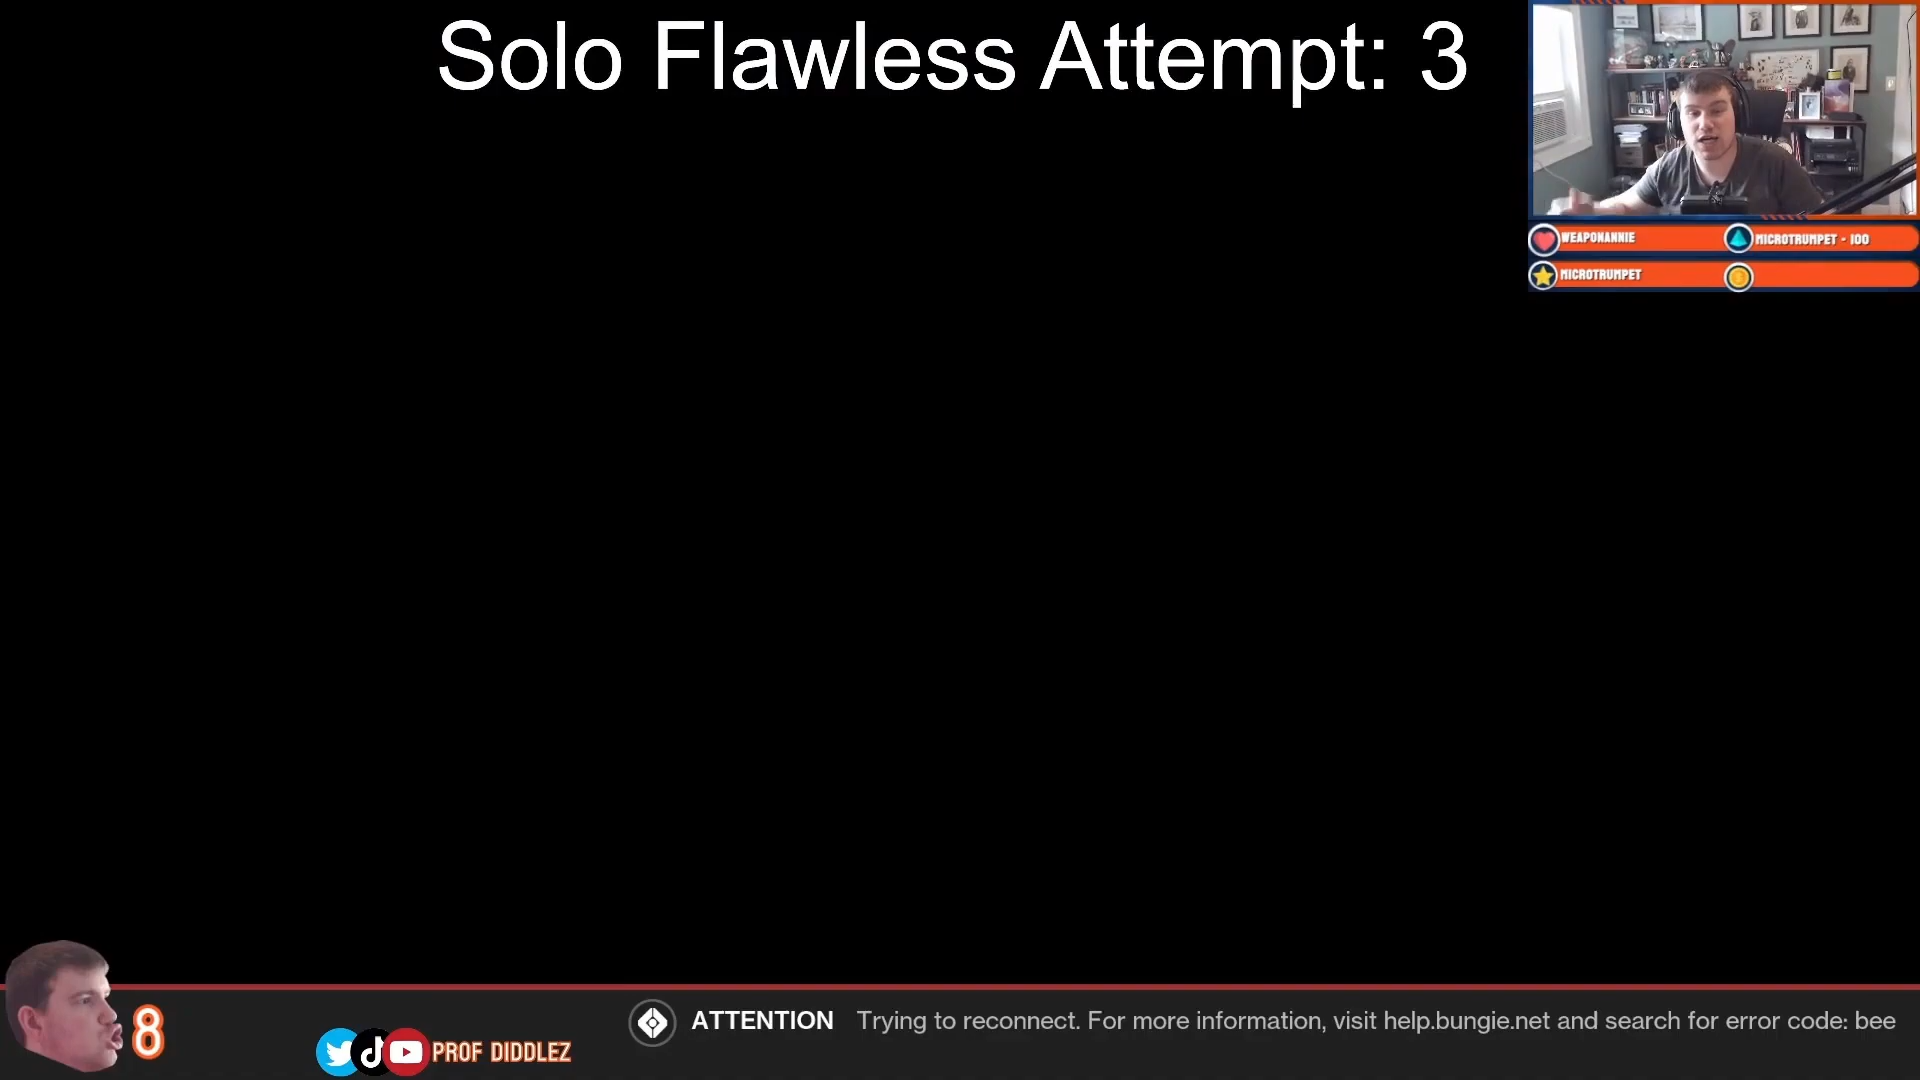 Solo Flawless Attempt: 3
WEAPONANNIE
MICROTRUMPET - 100
MICROTRUMPET
8
PROF DIDDLEZ
ATTENTION Trying to reconnect. For more information, visit help.bungie.net and search for error code: bee